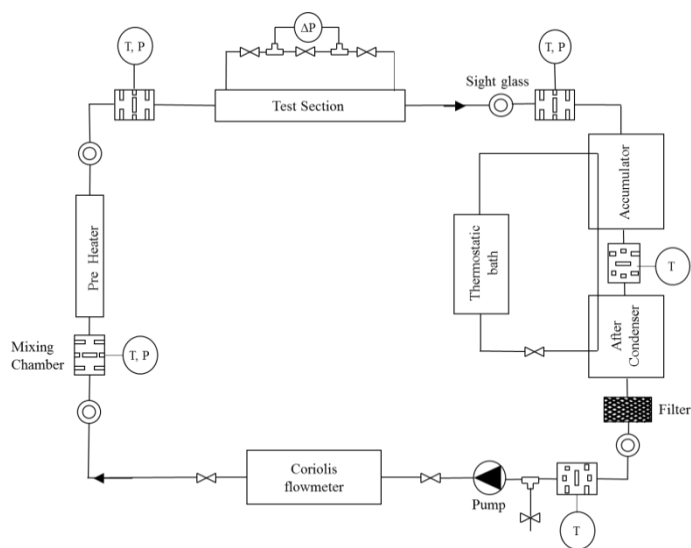 ΔP
T, P
T, P
Sight glass
Test Section
Accumulator
Pre Heater
Thermostatic
bath
T
After
Condenser
Mixing
Chamber
T, P
Filter
Coriolis
flowmeter
Pump
T